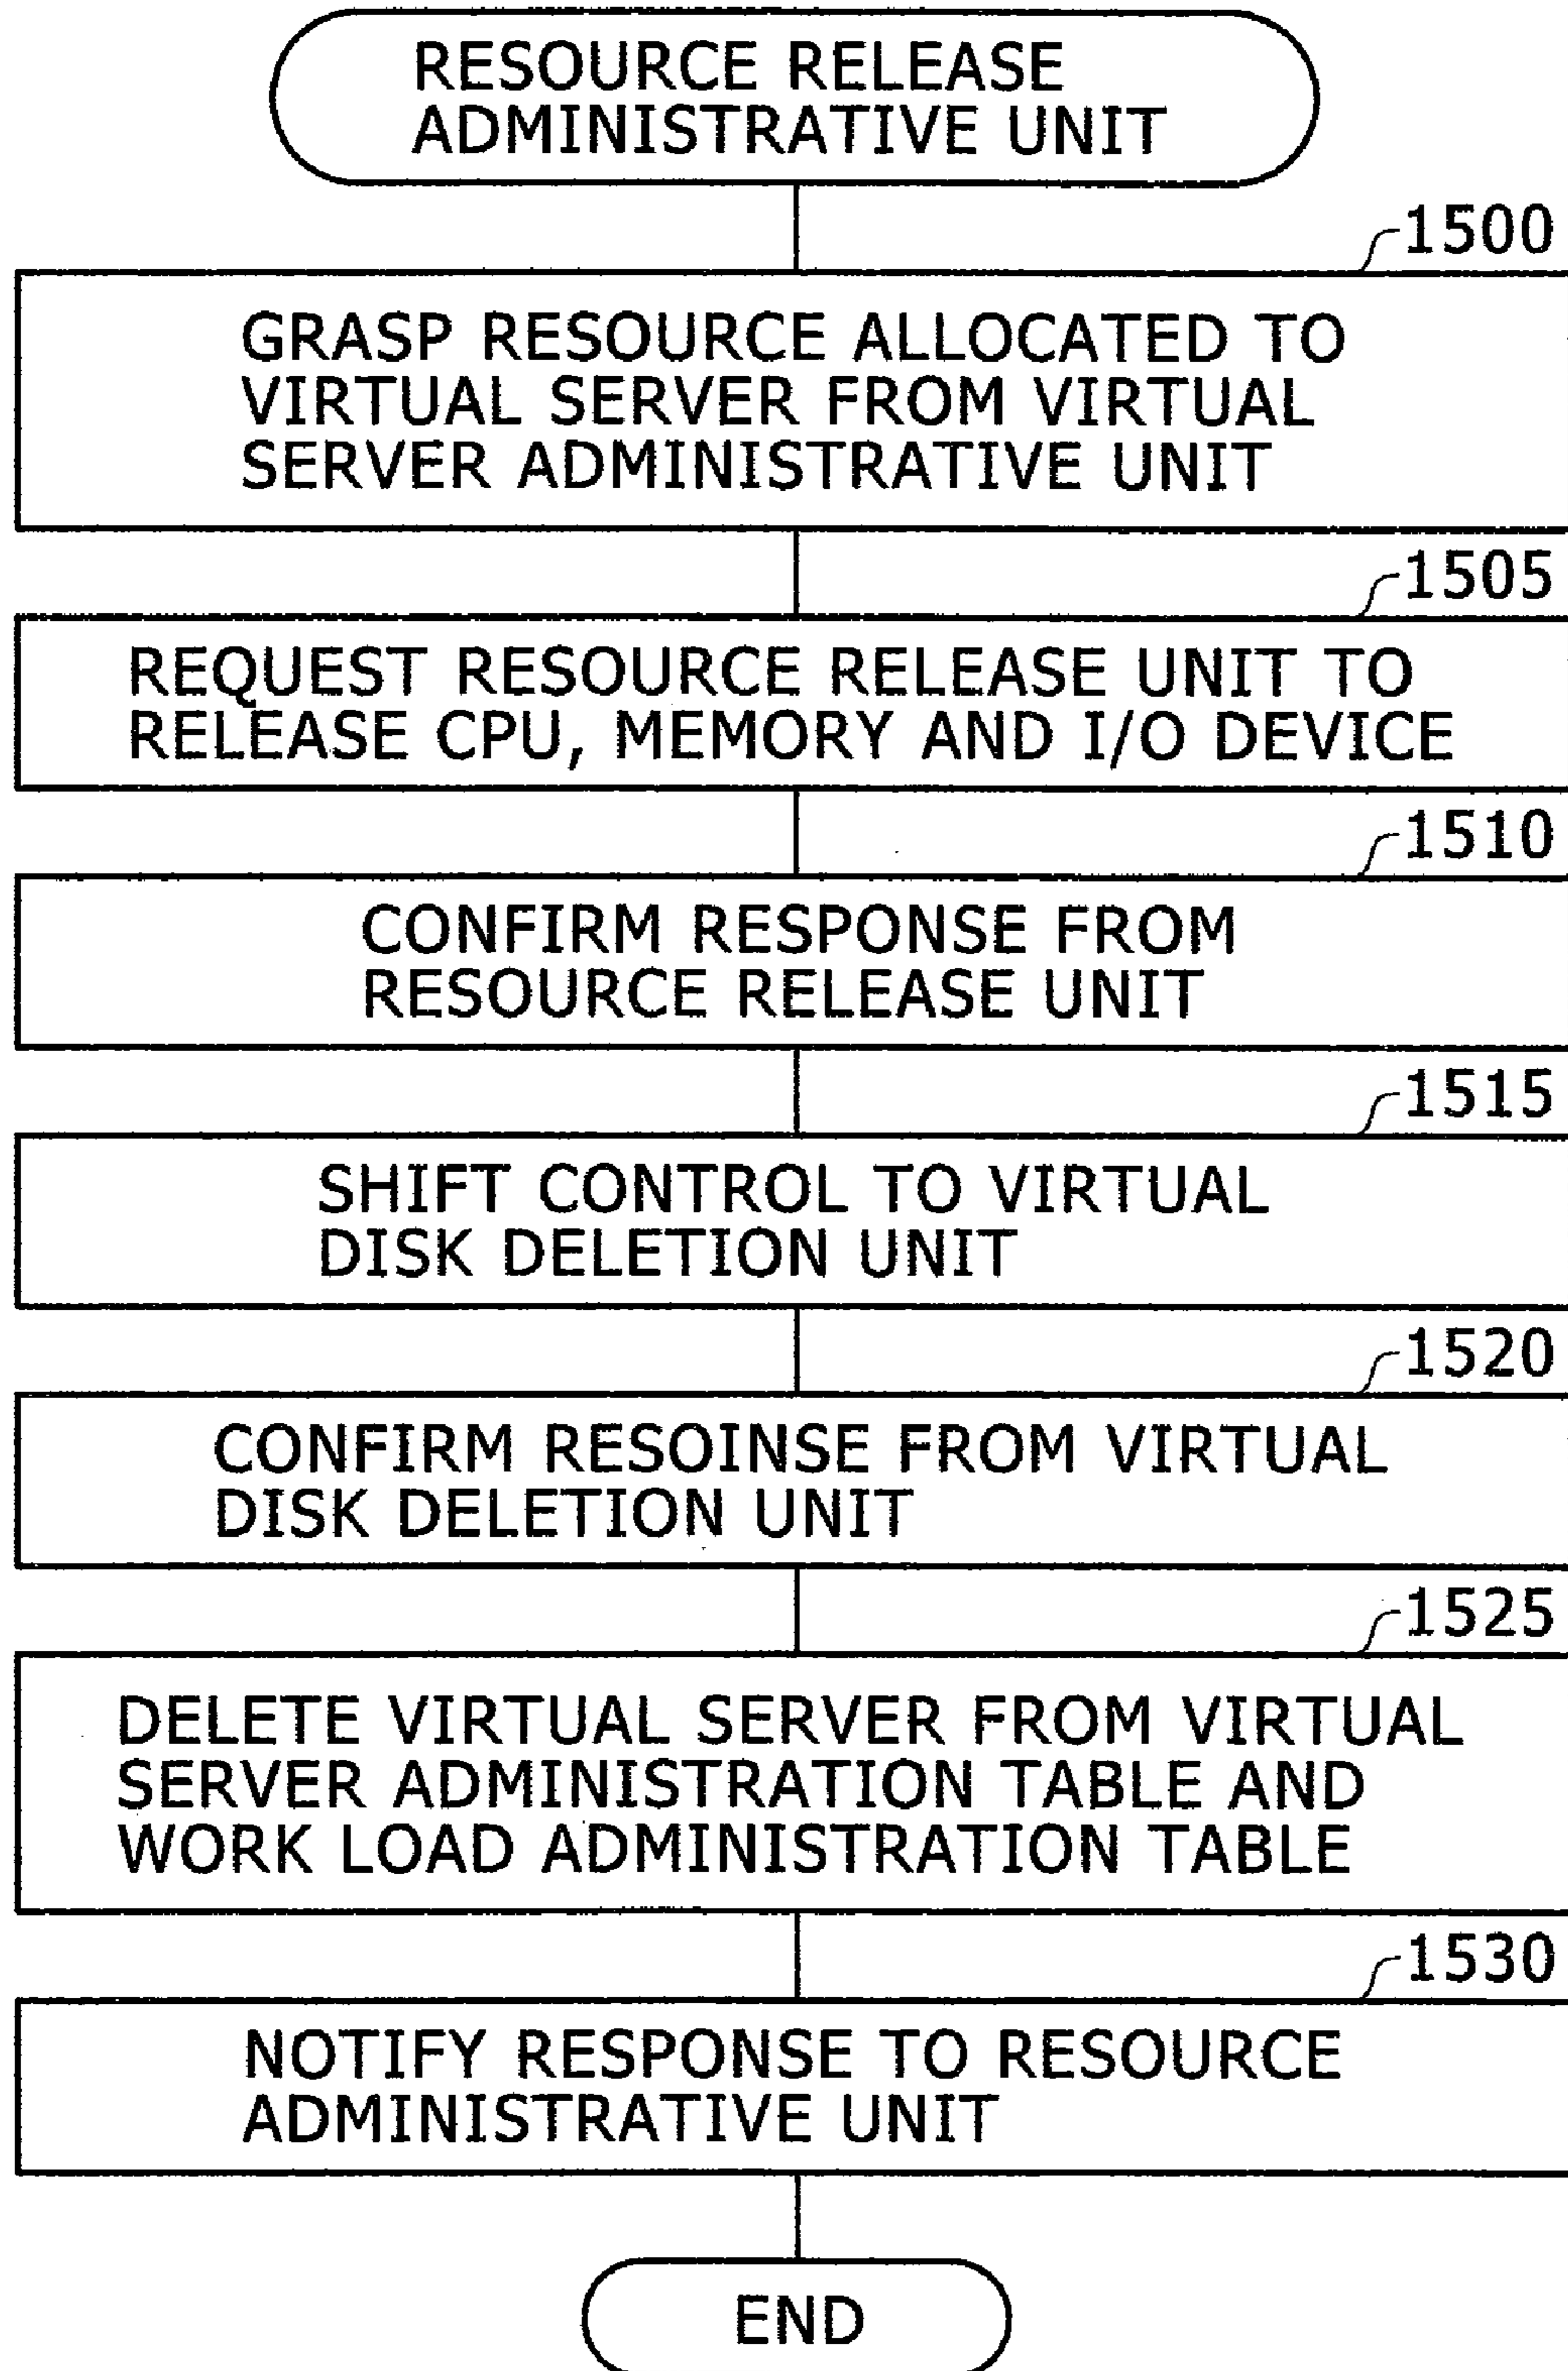 RESOURCE RELEASE
ADMINISTRATIVE UNIT
1500
GRASP RESOURCE ALLOCATED TO
VIRTUAL SERVER FROM VIRTUAL
SERVER ADMINISTRATIVE UNIT
1505
REQUEST RESOURCE RELEASE UNIT TO
RELEASE CPU, MEMORY AND I/O DEVICE
1510
CONFIRM RESPONSE FROM
RESOURCE RELEASE UNIT
1515
SHIFT CONTROL TO VIRTUAL
DISK DELETION UNIT
1520
CONFIRM RESOINSE FROM VIRTUAL
DISK DELETION UNIT
1525
DELETE VIRTUAL SERVER FROM VIRTUAL
SERVER ADMINISTRATION TABLE AND
WORK LOAD ADMINISTRATION TABLE
1530
NOTIFY RESPONSE TO RESOURCE
ADMINISTRATIVE UNIT
END